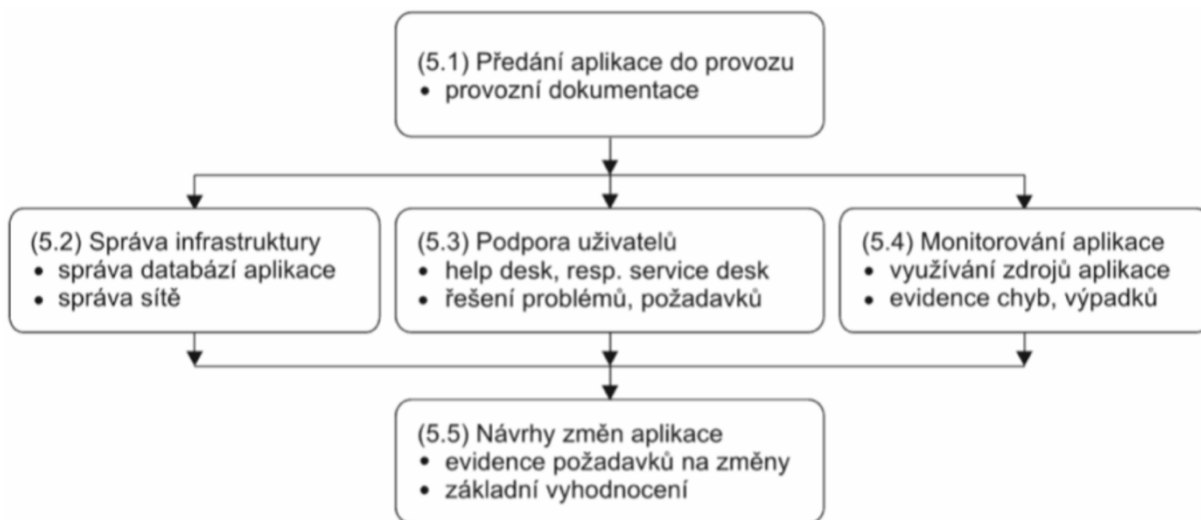 (5.1) Předání aplikace do provozu
• provozní dokumentace
(5.2) Správa infrastruktury
• správa databází aplikace
• správa sítě
(5.3) Podpora uživatelů
• help desk, resp. service desk
• řešení problémů, požadavků
(5.4) Monitorování aplikace
• využívání zdrojů aplikace
• evidence chyb, výpadků
(5.5) Návrhy změn aplikace
• evidence požadavků na změny
• základní vyhodnocení